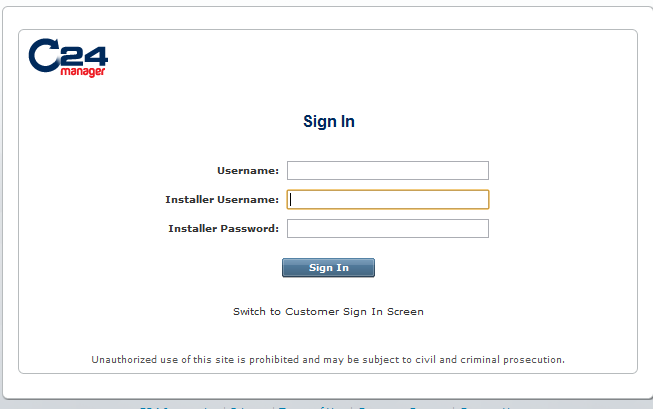 C24
manager
Sign In
Username:
Installer Username:
Installer Password:
Sign In
Switch to Customer Sign In Screen
Unauthorized use of this site is prohibited and may be subject to civil and criminal prosecution.